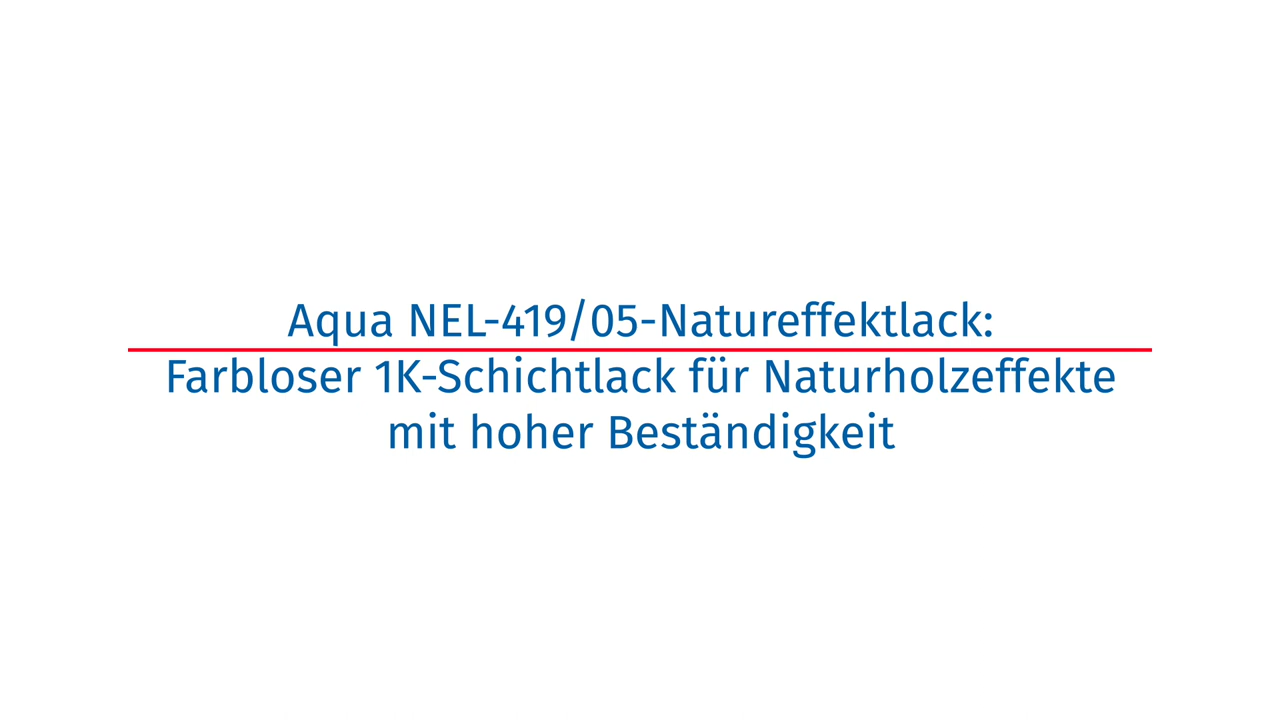 Aqua NEL-419/05-Natureffektlack:
Farbloser 1K-Schichtlack für Naturholzeffekte
mit hoher Beständigkeit